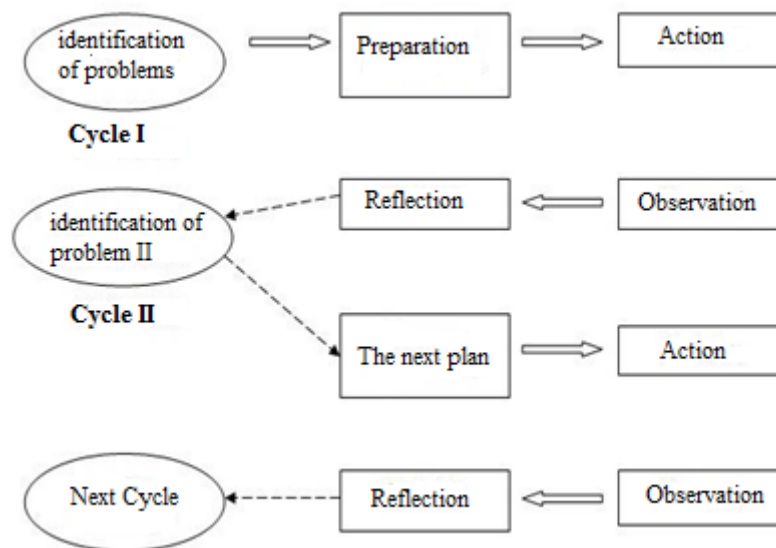 identification
of problems
Preparation
Action
Cycle I
Reflection
Observation
identification of
problem II
Cycle II
The next plan
Action
Next Cycle
Reflection
Observation